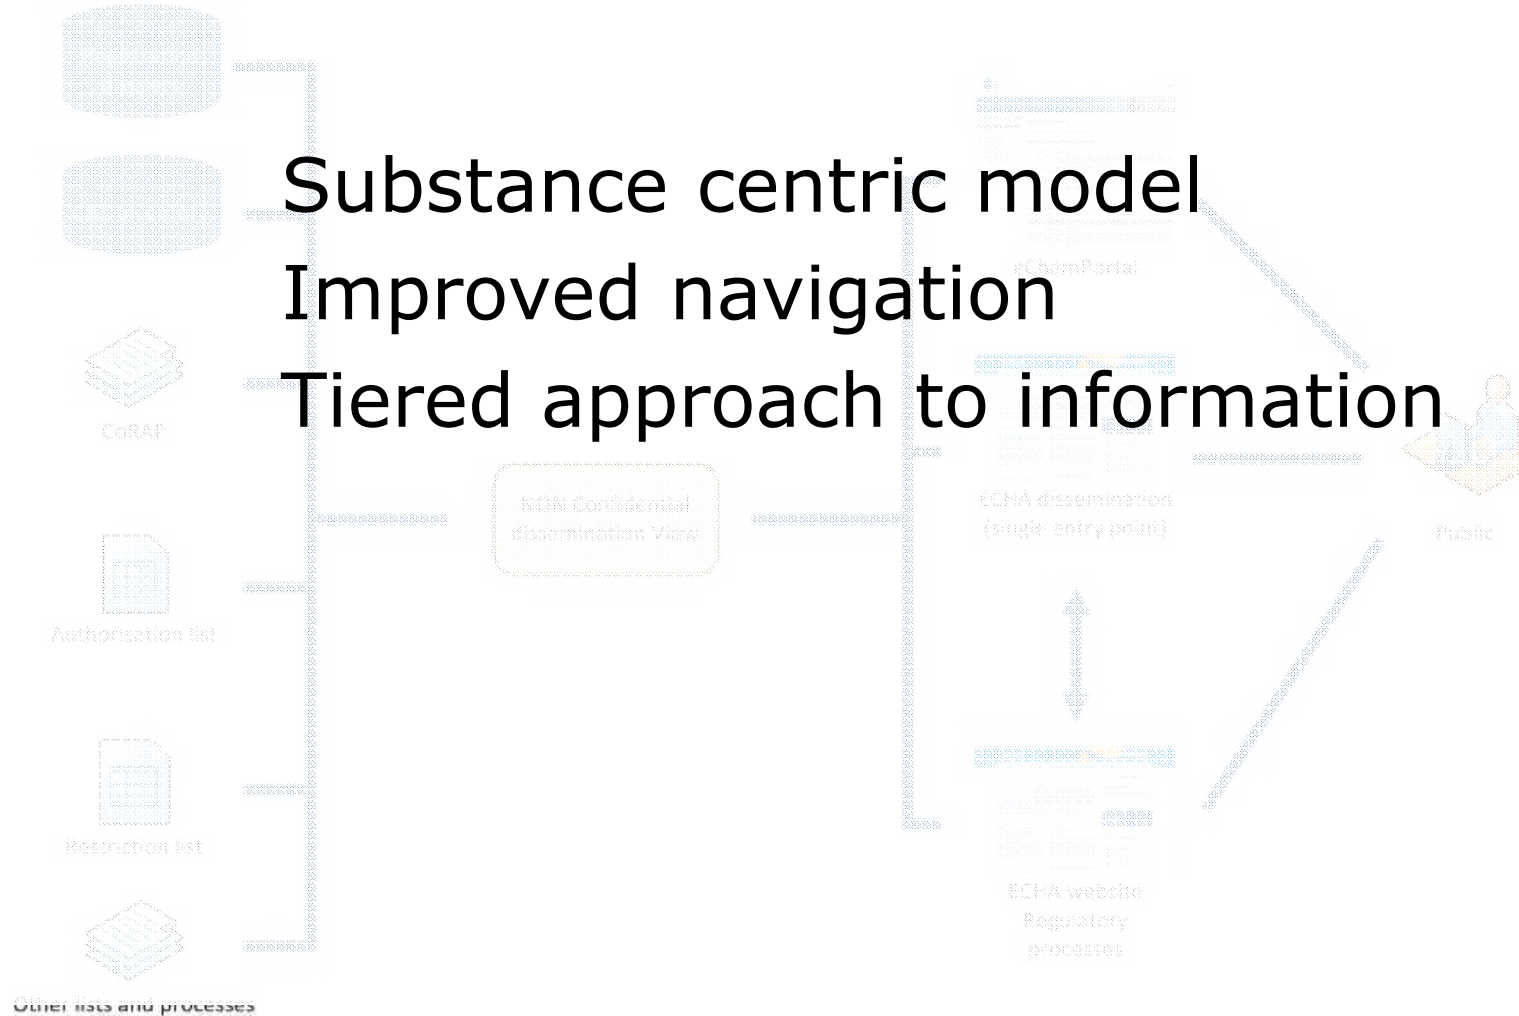 Substance centric model
Improved navigation
Tiered approach to information
eChemPortal
CoRAP
NON Confidential
dissemination View
ECHA dissemination
(single entry point)
Public
Authorization list
Restriction list
ECHA website
Regulatory
processes
Other lists and processes